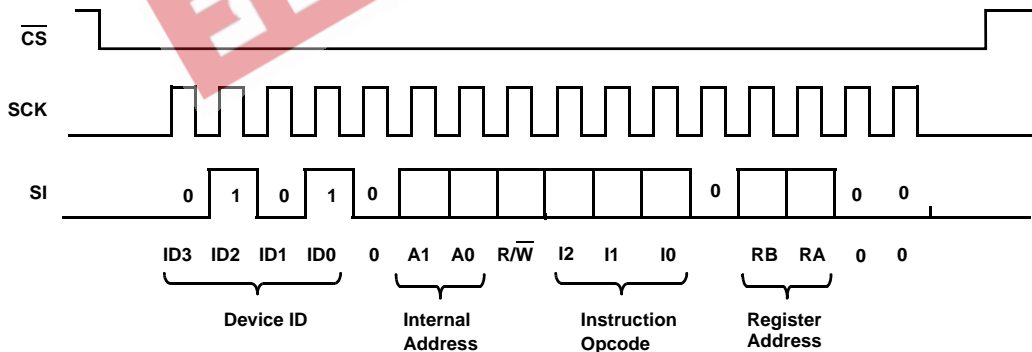 C̅S̅
SCK
SI
0 1 0 1 0 0 0 0
ID3 ID2 ID1 ID0 0 A1 A0 R/W̅ I2 I1 I0 RB RA 0 0
Device ID
Internal Address
Instruction Opcode
Register Address